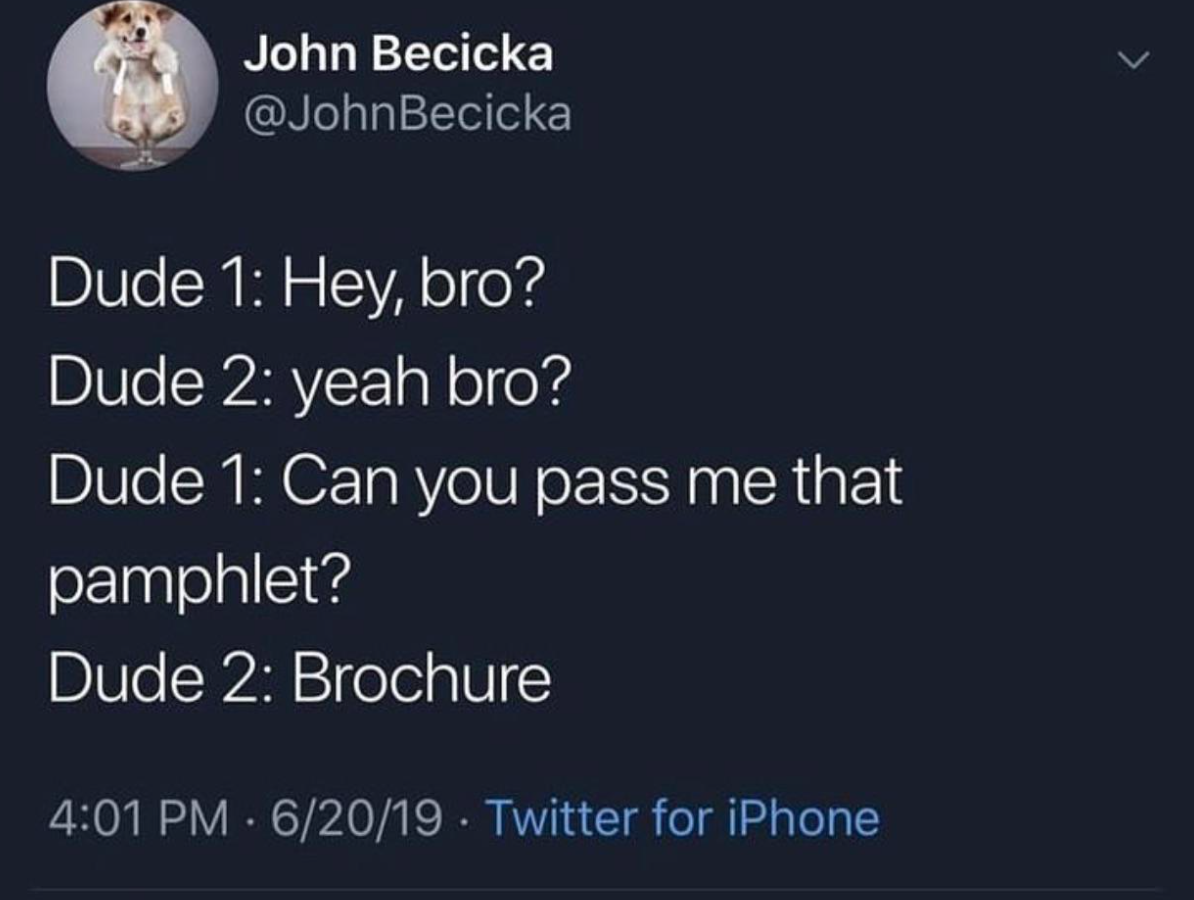 John Becicka
@JohnBecicka
Dude 1: Hey, bro?
Dude 2: yeah bro?
Dude 1: Can you pass me that
pamphlet?
Dude 2: Brochure
4:01 PM · 6/20/19 · Twitter for iPhone